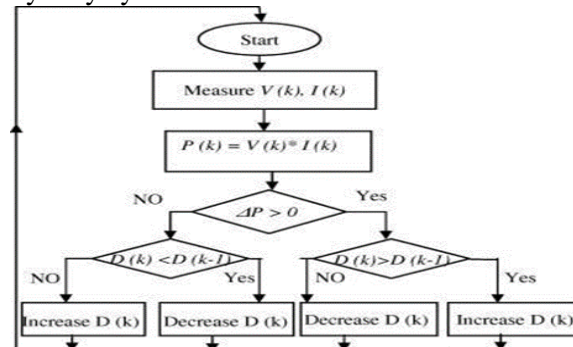 Start
Measure V (k), I (k)
P (k) = V (k)* I (k)
NO
Yes
ΔP > 0
D (k) <D (k-1)
D (k)>D (k-1)
NO
Yes
NO
Yes
Increase D (k)
Decrease D (k)
Decrease D (k)
Increase D (k)